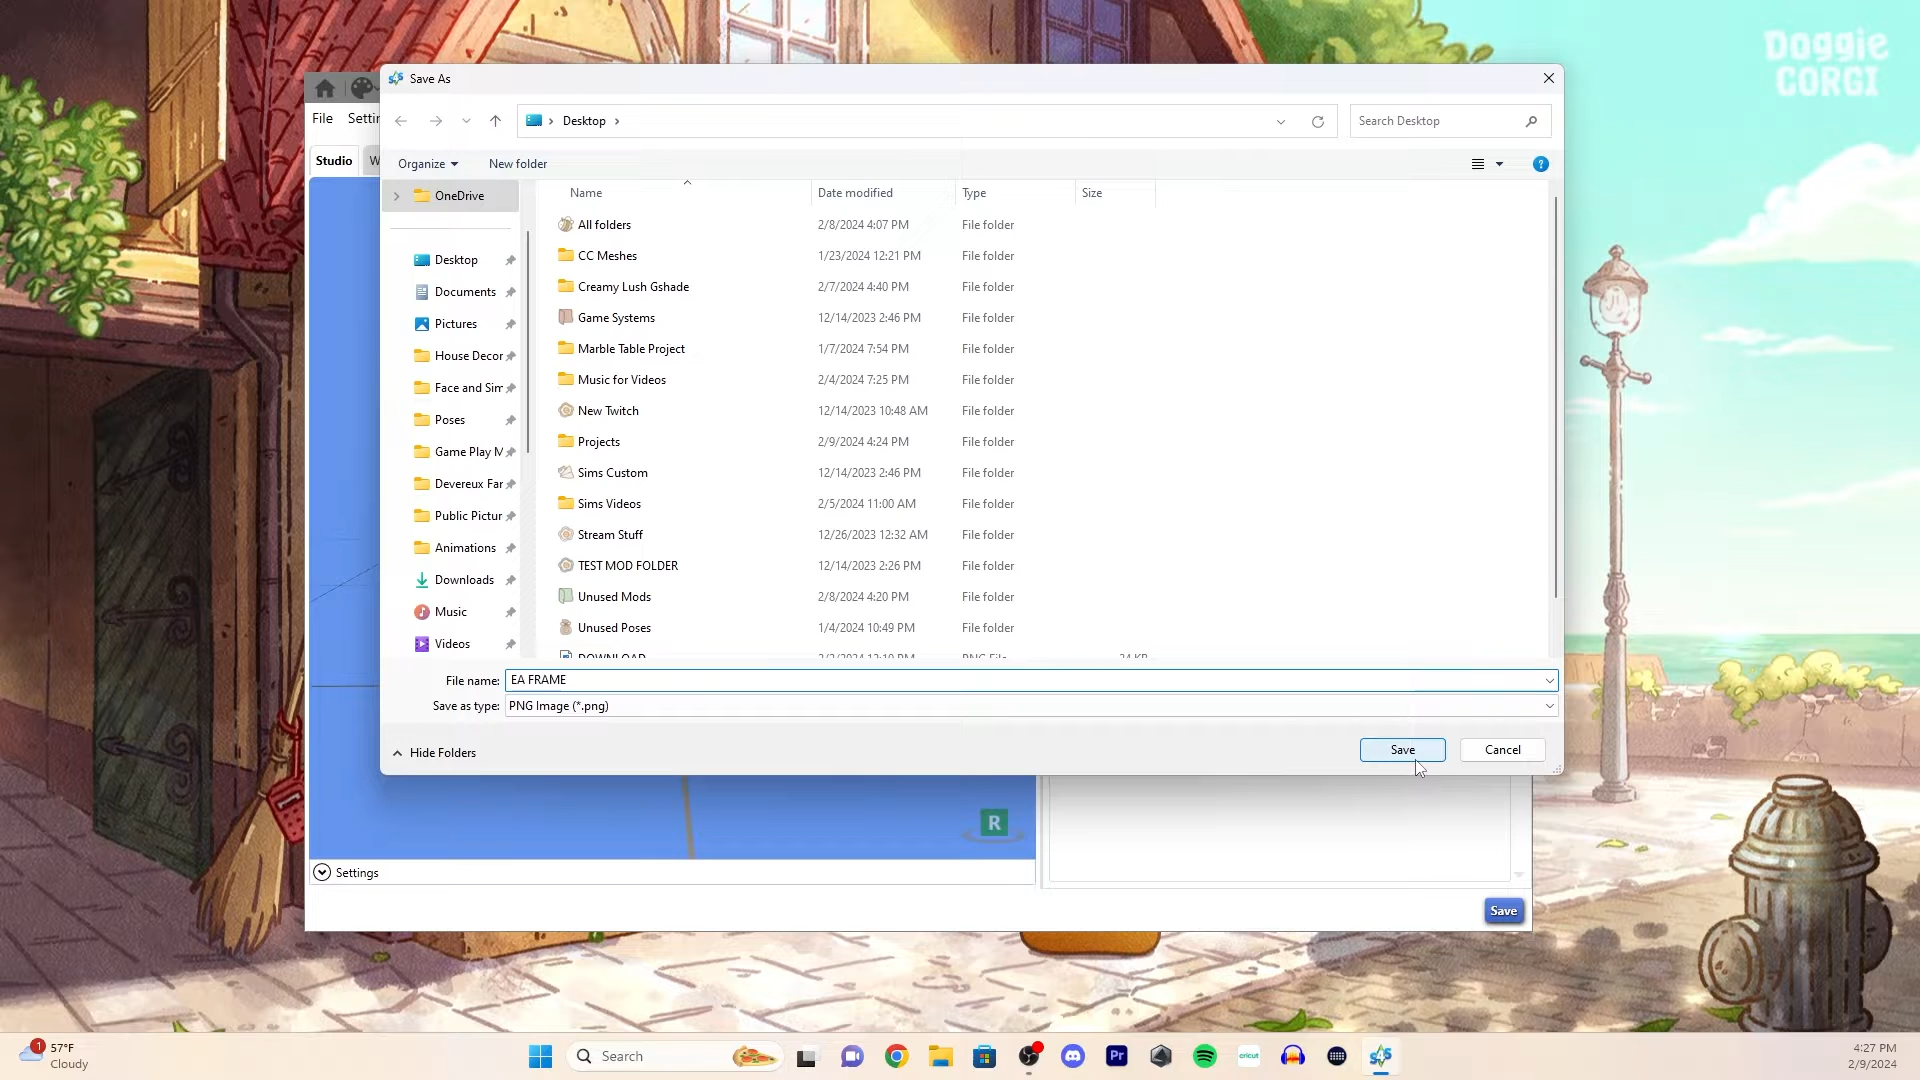 Doggie
CORGI
Save As
File
Studio
Desktop
Search Desktop
Organize
New folder
OneDrive
Desktop
Documents
Pictures
House Decor
Face and Sim
Poses
Game Play M
Devereux Far
Public Pictur
Animations
Downloads
Music
Videos
Name Date modified Type Size
All folders 2/8/2024 4:07 PM File folder
CC Meshes 1/23/2024 12:21 PM File folder
Creamy Lush Gshade 2/7/2024 4:40 PM File folder
Game Systems 12/14/2023 2:46 PM File folder
Marble Table Project 1/7/2024 7:54 PM File folder
Music for Videos 2/4/2024 7:25 PM File folder
New Twitch 12/14/2023 10:48 AM File folder
Projects 2/9/2024 4:24 PM File folder
Sims Custom 12/14/2023 2:46 PM File folder
Sims Videos 2/5/2024 11:00 AM File folder
Stream Stuff 12/26/2023 12:32 AM File folder
TEST MOD FOLDER 12/14/2023 2:26 PM File folder
Unused Mods 2/8/2024 4:20 PM File folder
Unused Poses 1/4/2024 10:49 PM File folder
DOWNLOAD
File name: EA FRAME
Save as type: PNG Image (*.png)
Hide Folders
Save
Cancel
R
Settings
Save
1
57°F
Cloudy
Search
Pr
cricut
S4S
4:27 PM
2/9/2024